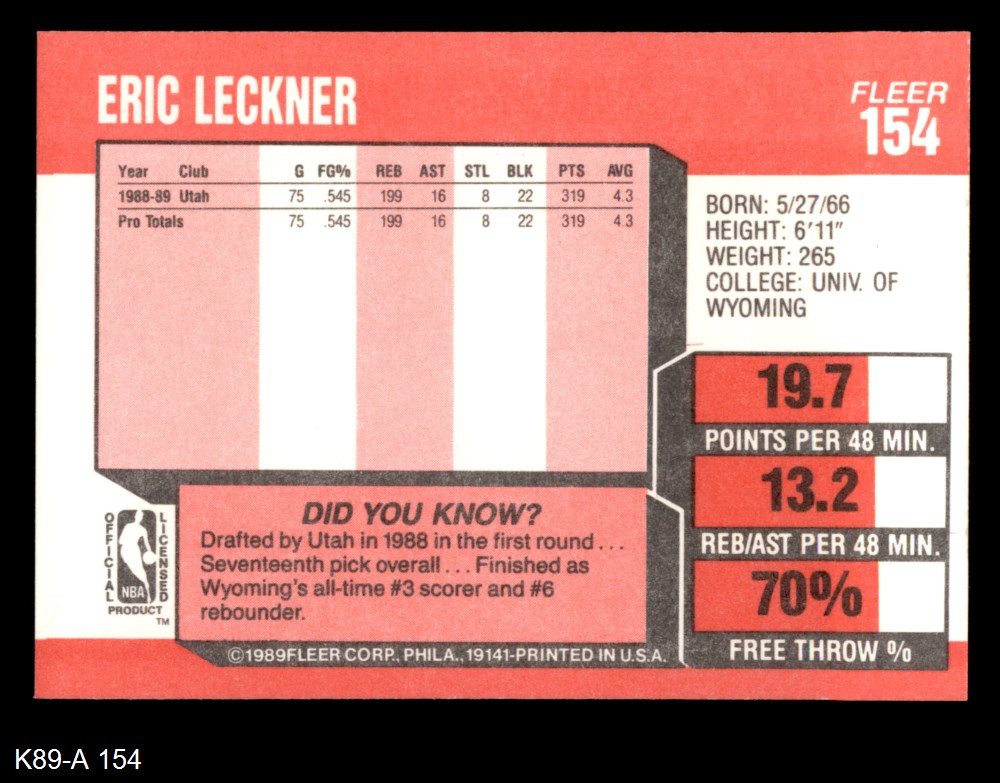 ERIC LECKNER
FLEER
154
Year Club G FG% REB AST STL BLK PTS AVG
1988-89 Utah 75 .545 199 16 8 22 319 4.3
Pro Totals 75 .545 199 16 8 22 319 4.3
BORN: 5/27/66
HEIGHT: 6'11"
WEIGHT: 265
COLLEGE: UNIV. OF
WYOMING
19.7
POINTS PER 48 MIN.
13.2
REB/AST PER 48 MIN.
70%
FREE THROW %
DID YOU KNOW?
Drafted by Utah in 1988 in the first round...
Seventeenth pick overall... Finished as
Wyoming's all-time #3 scorer and #6
rebounder.
OFFICIAL
LICENSED
NBA
PRODUCT
TM
©1989 FLEER CORP., PHILA., 19141-PRINTED IN U.S.A.
K89-A 154